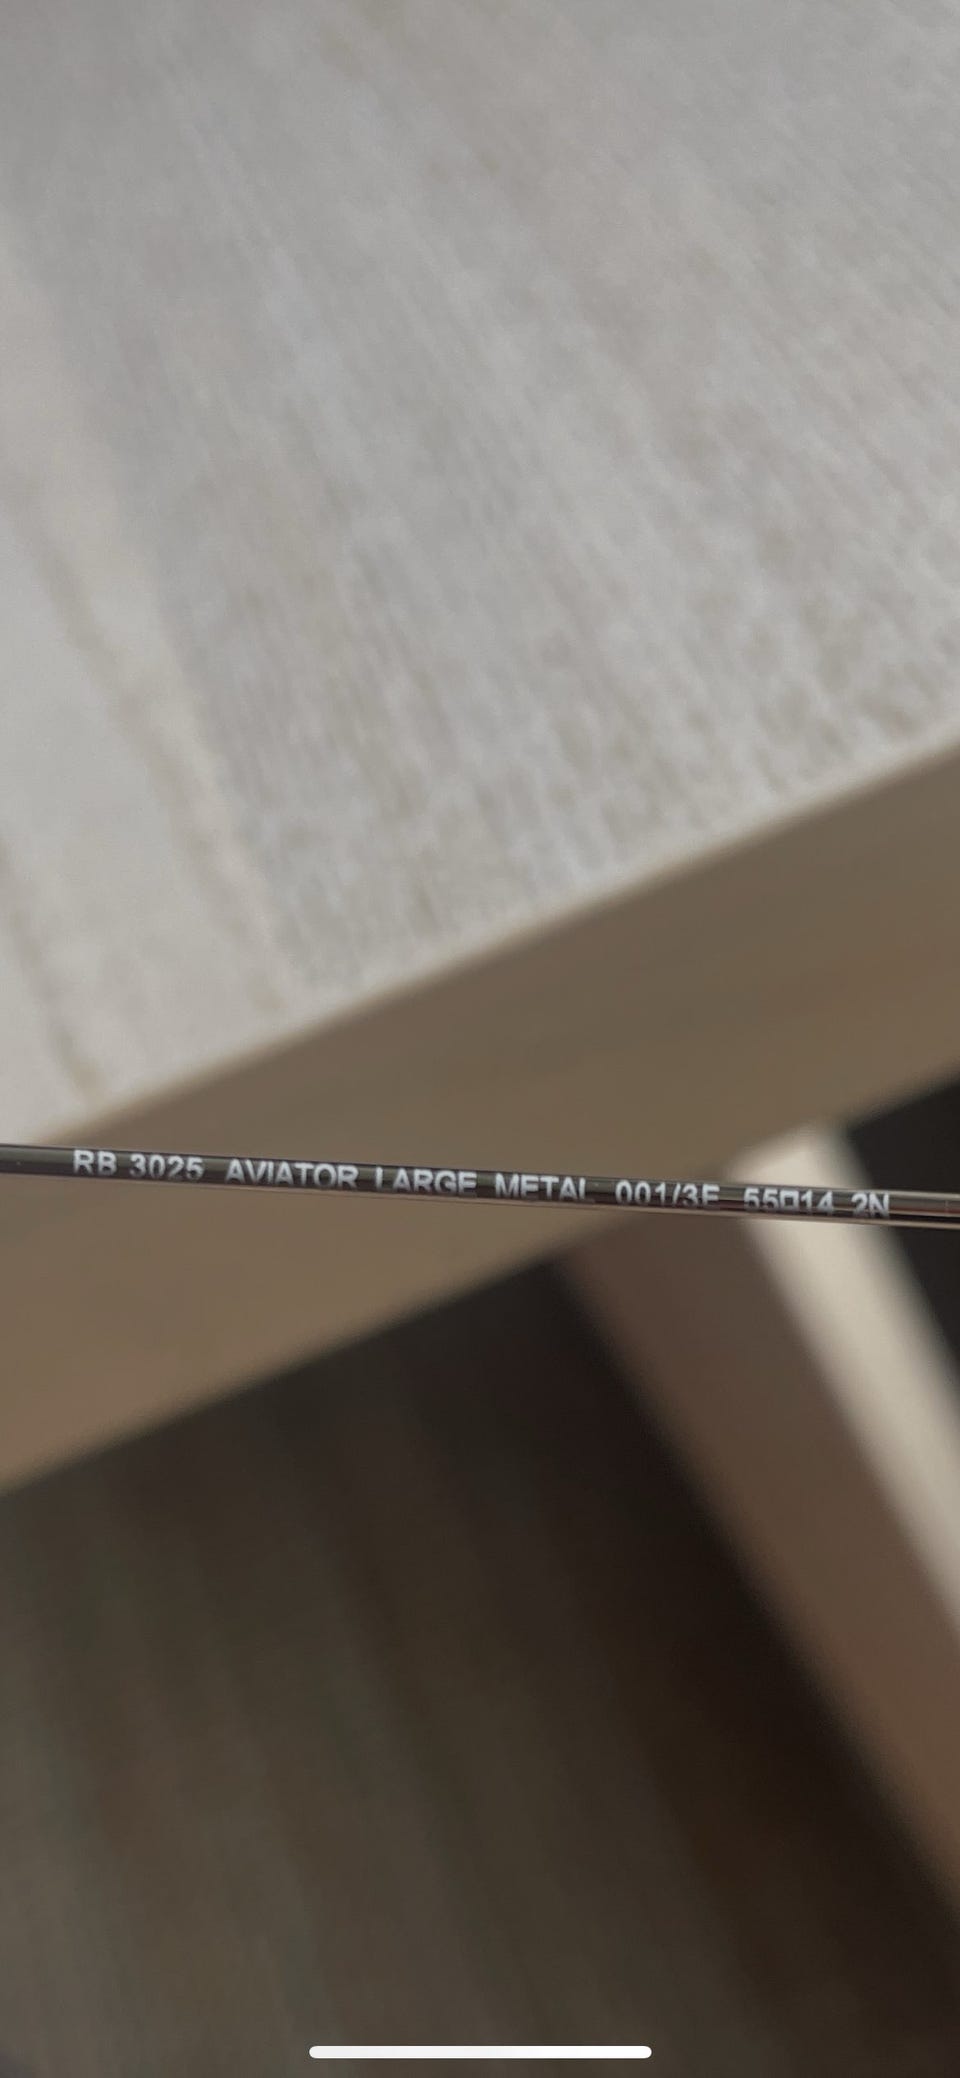 RB 3025 AVIATOR LARGE METAL 001/3E 55□14 2N